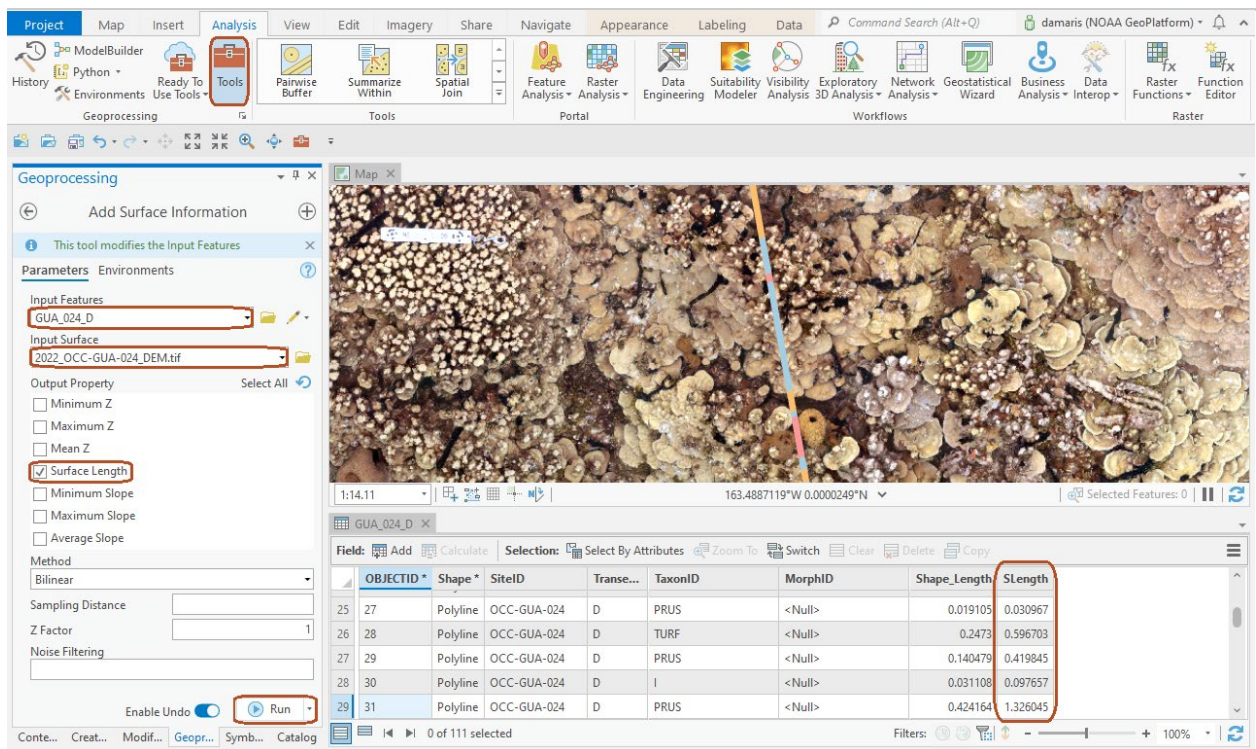 Project Map Insert Analysis View Edit Imagery Share Navigate Appearance Labeling Data Command Search (Alt+Q) damaris (NOAA GeoPlatform)
History ModelBuilder Python Environments Ready To Use Tools Tools Pairwise Buffer Summarize Within Spatial Join Feature Analysis Raster Analysis Data Engineering Suitability Modeler Visibility Analysis Exploratory 3D Analysis Network Analysis Geostatistical Wizard Business Analysis Data Interop Raster Functions Function Editor
Geoprocessing Tools Portal Workflows Raster
Geoprocessing
Add Surface Information
This tool modifies the Input Features
Parameters Environments
Input Features
GUA_024_D
Input Surface
2022_OCC-GUA-024_DEM.tif
Output Property Select All
Minimum Z
Maximum Z
Mean Z
Surface Length
Minimum Slope
Maximum Slope
Average Slope
Method
Bilinear
Sampling Distance
Z Factor 1
Noise Filtering
Enable Undo Run
Conte... Creat... Modif... Geopr... Symb... Catalog
Map
1:14.11 163.4887119°W 0.0000249°N Selected Features: 0
GUA_024_D
Field: Add Calculate Selection: Select By Attributes Zoom To Switch Clear Delete Copy
OBJECTID * Shape * SiteID Transe... TaxonID MorphID Shape_Length SLength
25 27 Polyline OCC-GUA-024 D PRUS <Null> 0.019105 0.030967
26 28 Polyline OCC-GUA-024 D TURF <Null> 0.2473 0.596703
27 29 Polyline OCC-GUA-024 D PRUS <Null> 0.140479 0.419845
28 30 Polyline OCC-GUA-024 D I <Null> 0.031108 0.097657
29 31 Polyline OCC-GUA-024 D PRUS <Null> 0.424164 1.326045
0 of 111 selected Filters: 100%